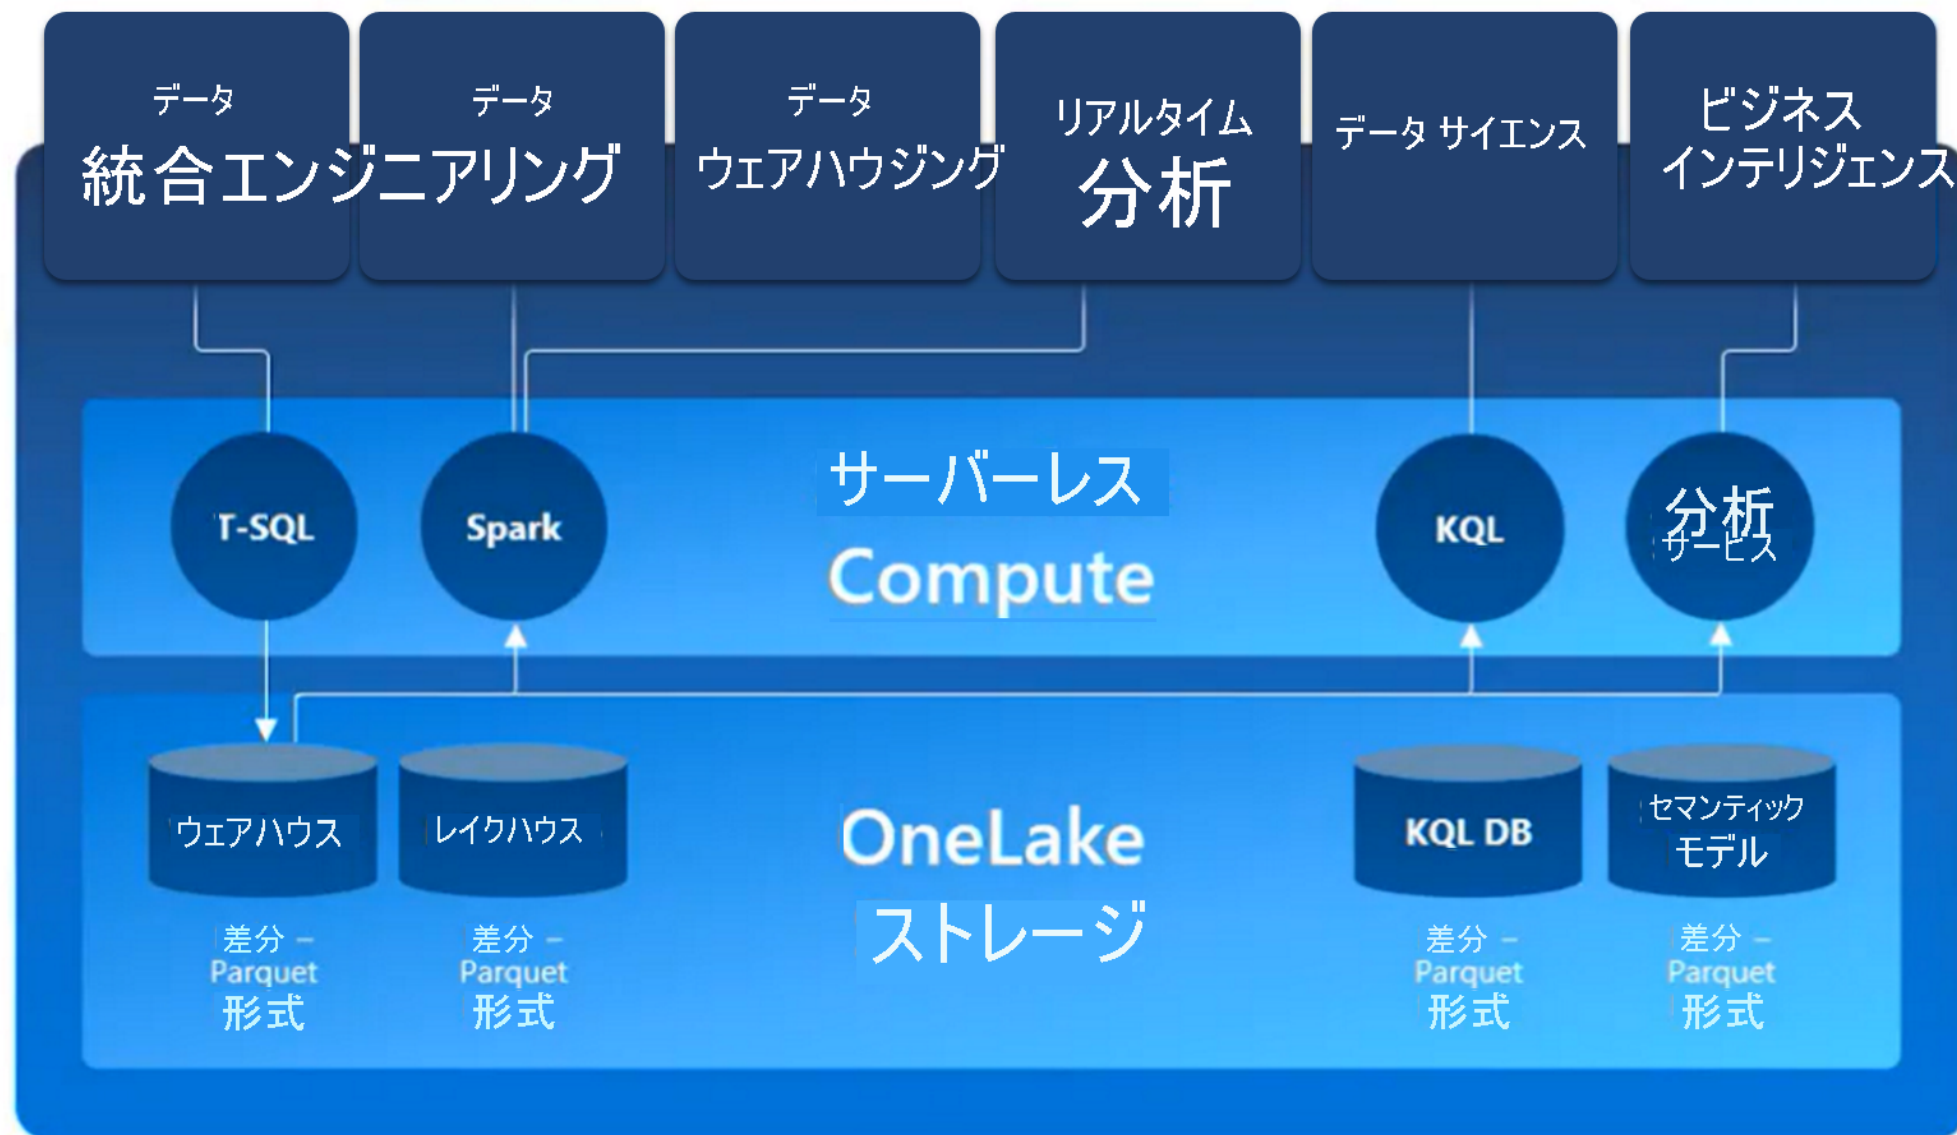 データ
統合エンジニアリング
データ
データ
ウェアハウジング
リアルタイム
分析
データ サイエンス
ビジネス
インテリジェンス
T-SQL
Spark
サーバーレス
Compute
KQL
分析
サービス
ウェアハウス
レイクハウス
OneLake
ストレージ
KQL DB
セマンティック
モデル
差分 –
Parquet
形式
差分 –
Parquet
形式
差分 –
Parquet
形式
差分 –
Parquet
形式